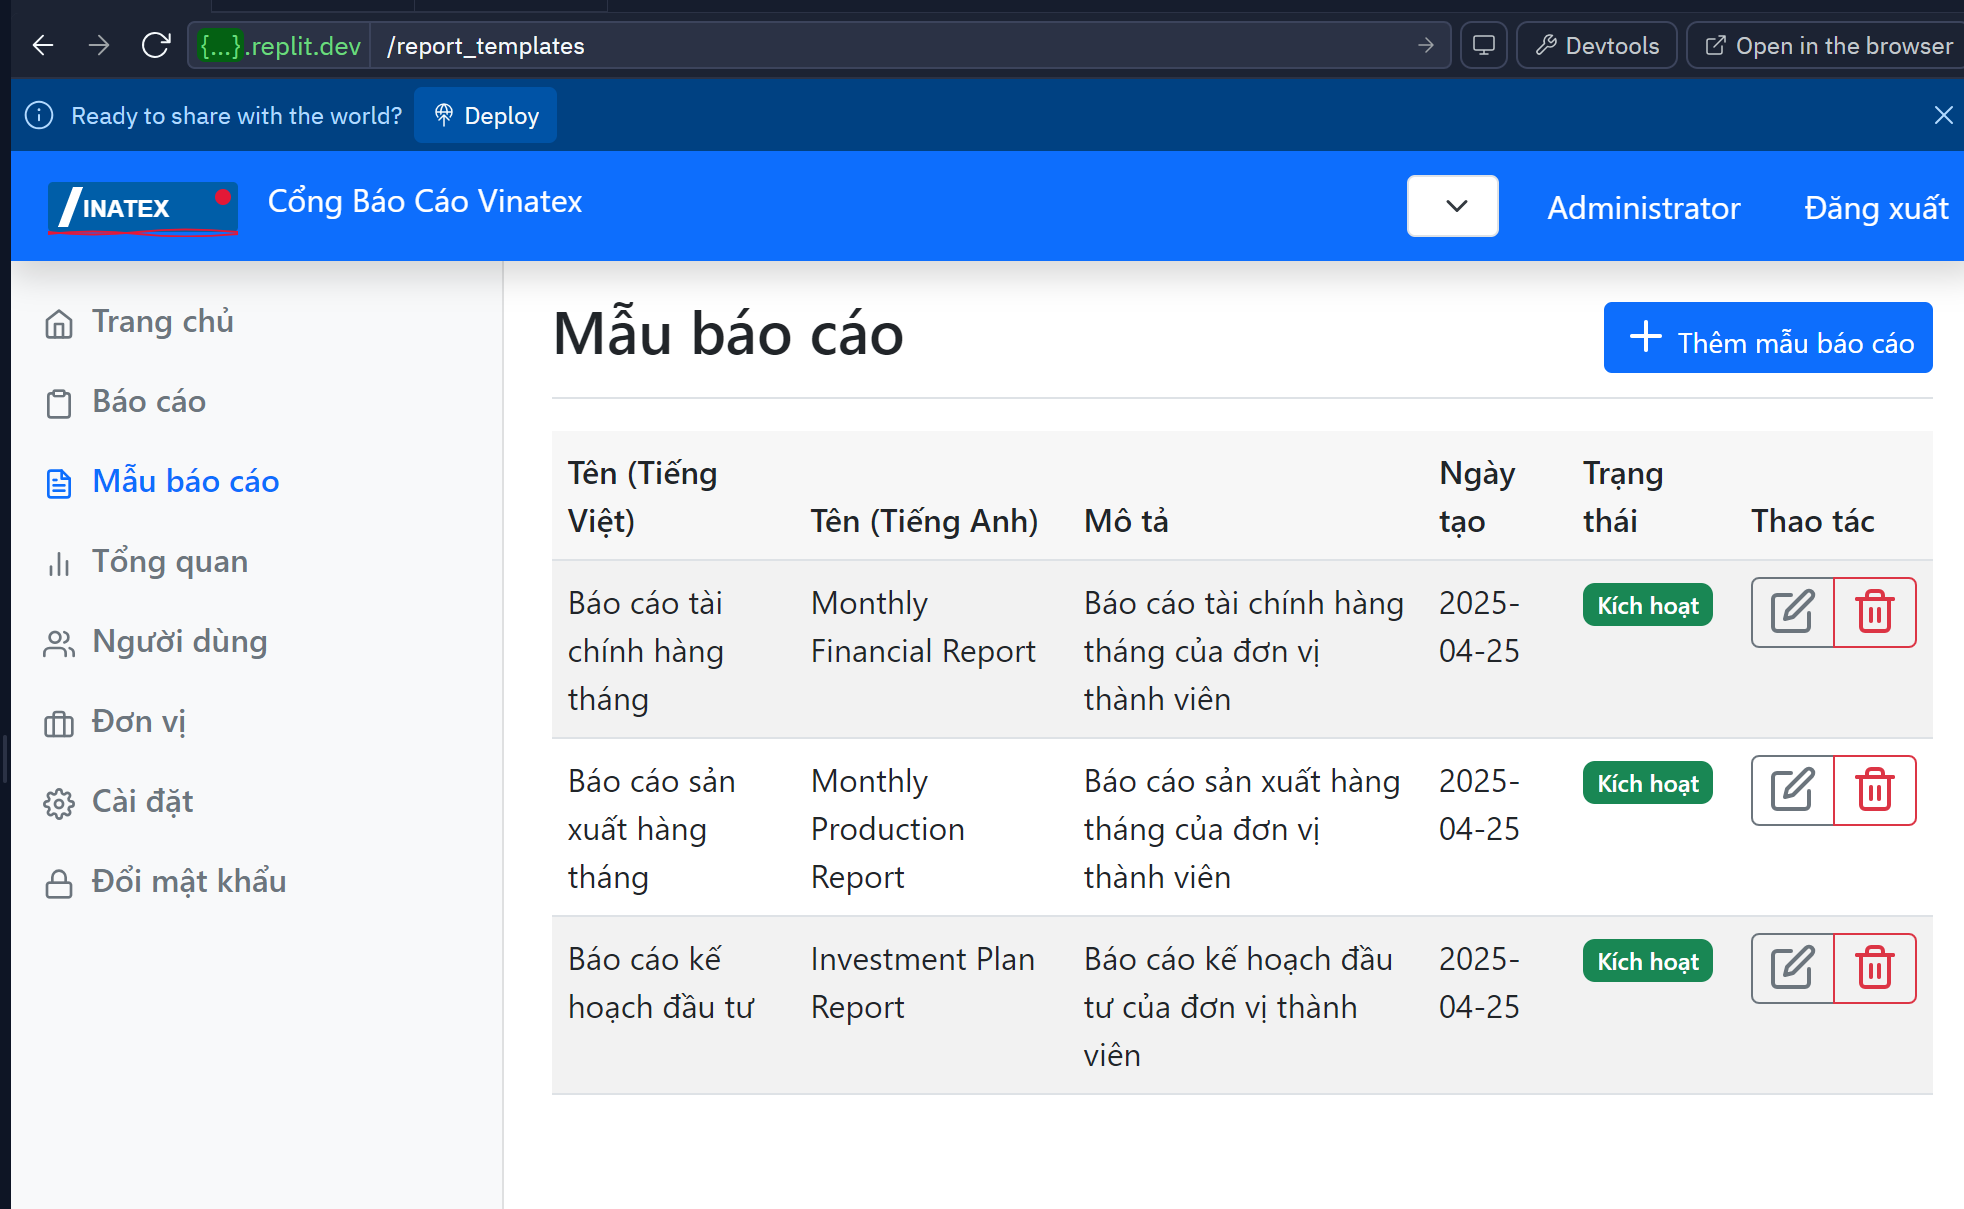 {...}.replit.dev /report_templates Devtools Open in the browser
Ready to share with the world? Deploy
VINATEX Cổng Báo Cáo Vinatex Administrator Đăng xuất
Trang chủ
Báo cáo
Mẫu báo cáo
Tổng quan
Người dùng
Đơn vị
Cài đặt
Đổi mật khẩu
Mẫu báo cáo
Thêm mẫu báo cáo
Tên (Tiếng
Việt)
Tên (Tiếng Anh)
Mô tả
Ngày
tạo
Trạng
thái
Thao tác
Báo cáo tài
chính hàng
tháng
Monthly
Financial Report
Báo cáo tài chính hàng
tháng của đơn vị
thành viên
2025-
04-25
Kích hoạt
Báo cáo sản
xuất hàng
tháng
Monthly
Production
Report
Báo cáo sản xuất hàng
tháng của đơn vị
thành viên
2025-
04-25
Kích hoạt
Báo cáo kế
hoạch đầu tư
Investment Plan
Report
Báo cáo kế hoạch đầu
tư của đơn vị thành
viên
2025-
04-25
Kích hoạt